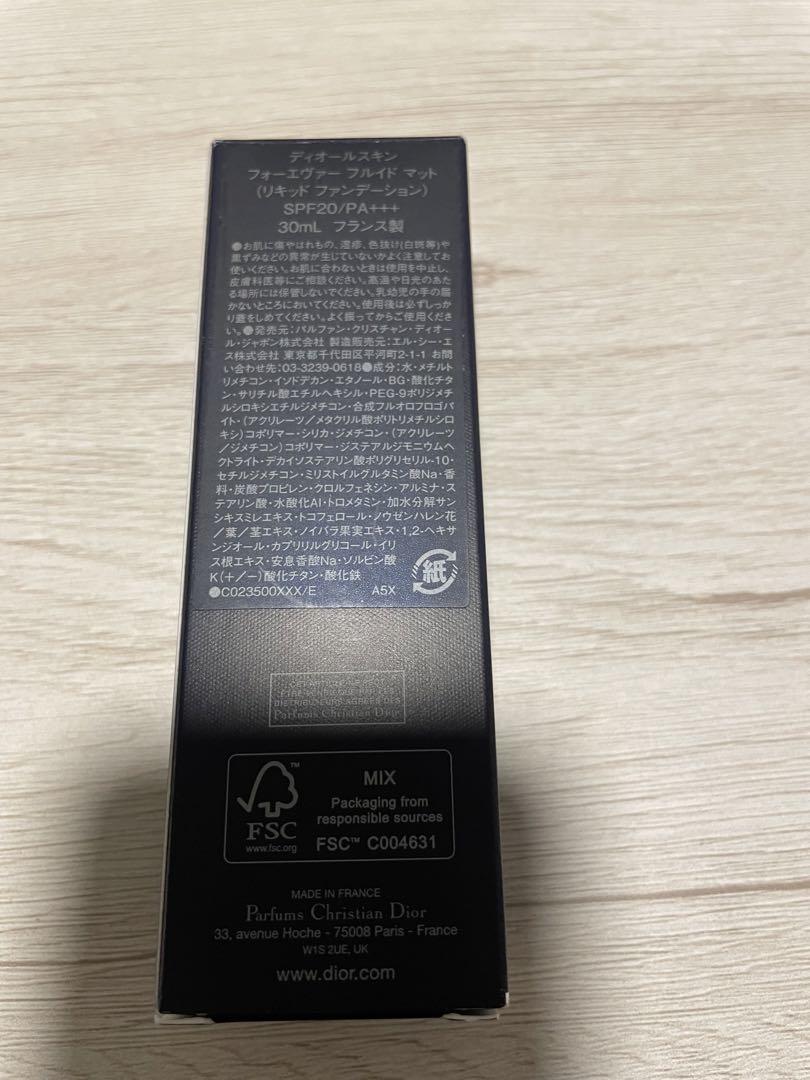 ディオールスキン
フォーエヴァー フルイド マット
(リキッド ファンデーション)
SPF20/PA+++
30mL フランス製
●お肌に傷やはれもの、湿疹、色抜け(白斑等)や
黒ずみなどの異常が生じていないかよく注意してお
使いください。お肌に合わないときは使用を中止し、
皮膚科医等にご相談ください。高温や日光のあた
る場所には保管しないでください。乳幼児の手の届
かないところにおいてください。使用後は必ずしっか
り蓋をしめてください。よく振ってからご使用くださ
い。●発売元：パルファン・クリスチャン・ディオー
ル・ジャポン株式会社 製造販売元：エル・シー・エ
ス株式会社 東京都千代田区平河町2-1-1 お問
い合わせ先：03-3239-0618●成分：水・メチルト
リメチコン・イソドデカン・エタノール・BG・酸化チタ
ン・サリチル酸エチルヘキシル・PEG-9ポリジメチ
ルシロキシエチルジメチコン・合成フルオロフロゴパ
イト・(アクリレーツ/メタクリル酸ポリトリメチルシロ
キシ)コポリマー・シリカ・ジメチコン・(アクリレーツ
/ジメチコン)コポリマー・ジステアルジモニウムヘ
クトライト・デカイソステアリン酸ポリグリセリル-10・
セチルジメチコン・ミリストイルグルタミン酸Na・香
料・炭酸プロピレン・クロルフェネシン・アルミナ・ス
テアリン酸・水酸化Al・トロメタミン・加水分解サン
シキスミレエキス・トコフェロール・ノウゼンハレン花
/葉/茎エキス・ノイバラ果実エキス・1,2-ヘキサ
ンジオール・カプリリルグリコール・イリ
ス根エキス・安息香酸Na・ソルビン酸
K(+/-)酸化チタン・酸化鉄
●C023500XXX/E A5X
紙
DISTRIBUTEURS AGRÉÉS DES
Parfums Christian Dior
FSC
www.fsc.org
MIX
Packaging from
responsible sources
FSC™ C004631
MADE IN FRANCE
Parfums Christian Dior
33, avenue Hoche - 75008 Paris - France
W1S 2UE, UK
www.dior.com